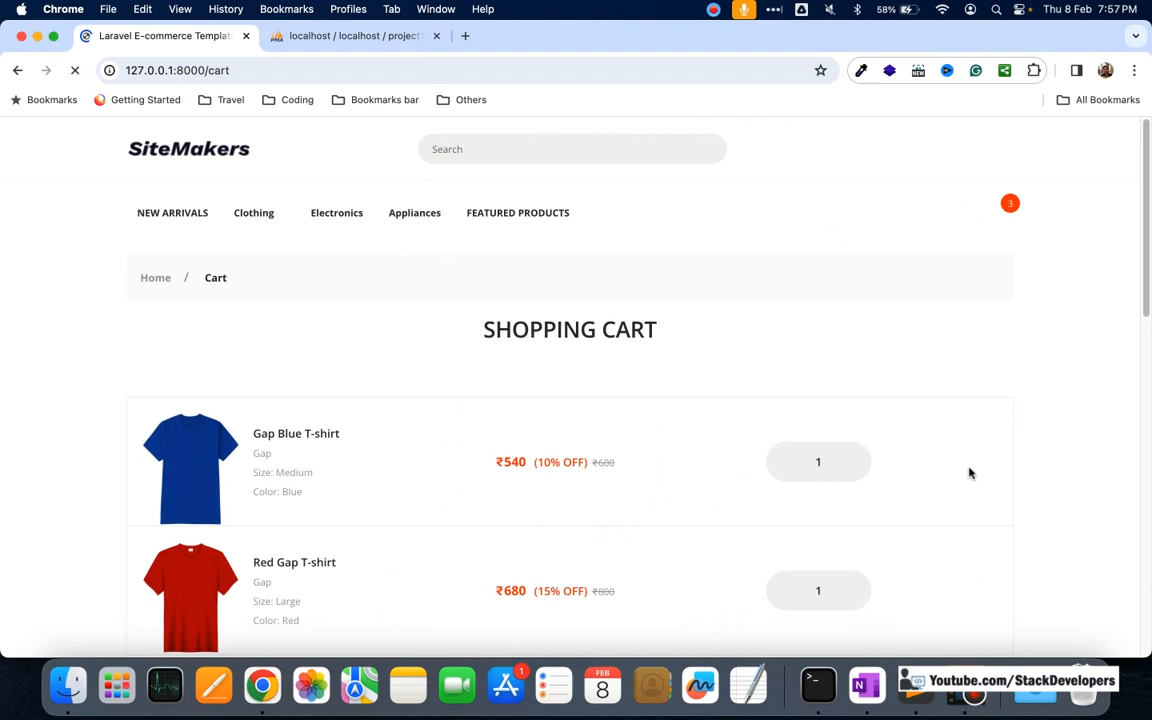 Chrome File Edit View History Bookmarks Profiles Tab Window Help 58% Thu 8 Feb 7:57 PM
Laravel E-commerce Templat
localhost / localhost / project
127.0.0.1:8000/cart
NEW
Bookmarks Getting Started Travel Coding Bookmarks bar Others All Bookmarks
SiteMakers
Search
NEW ARRIVALS Clothing Electronics Appliances FEATURED PRODUCTS
3
Home / Cart
SHOPPING CART
Gap Blue T-shirt
Gap
Size: Medium
Color: Blue
₹540 (10% OFF) ₹600
1
Red Gap T-shirt
Gap
Size: Large
Color: Red
₹680 (15% OFF) ₹800
1
1
FEB
8
Youtube.com/StackDevelopers